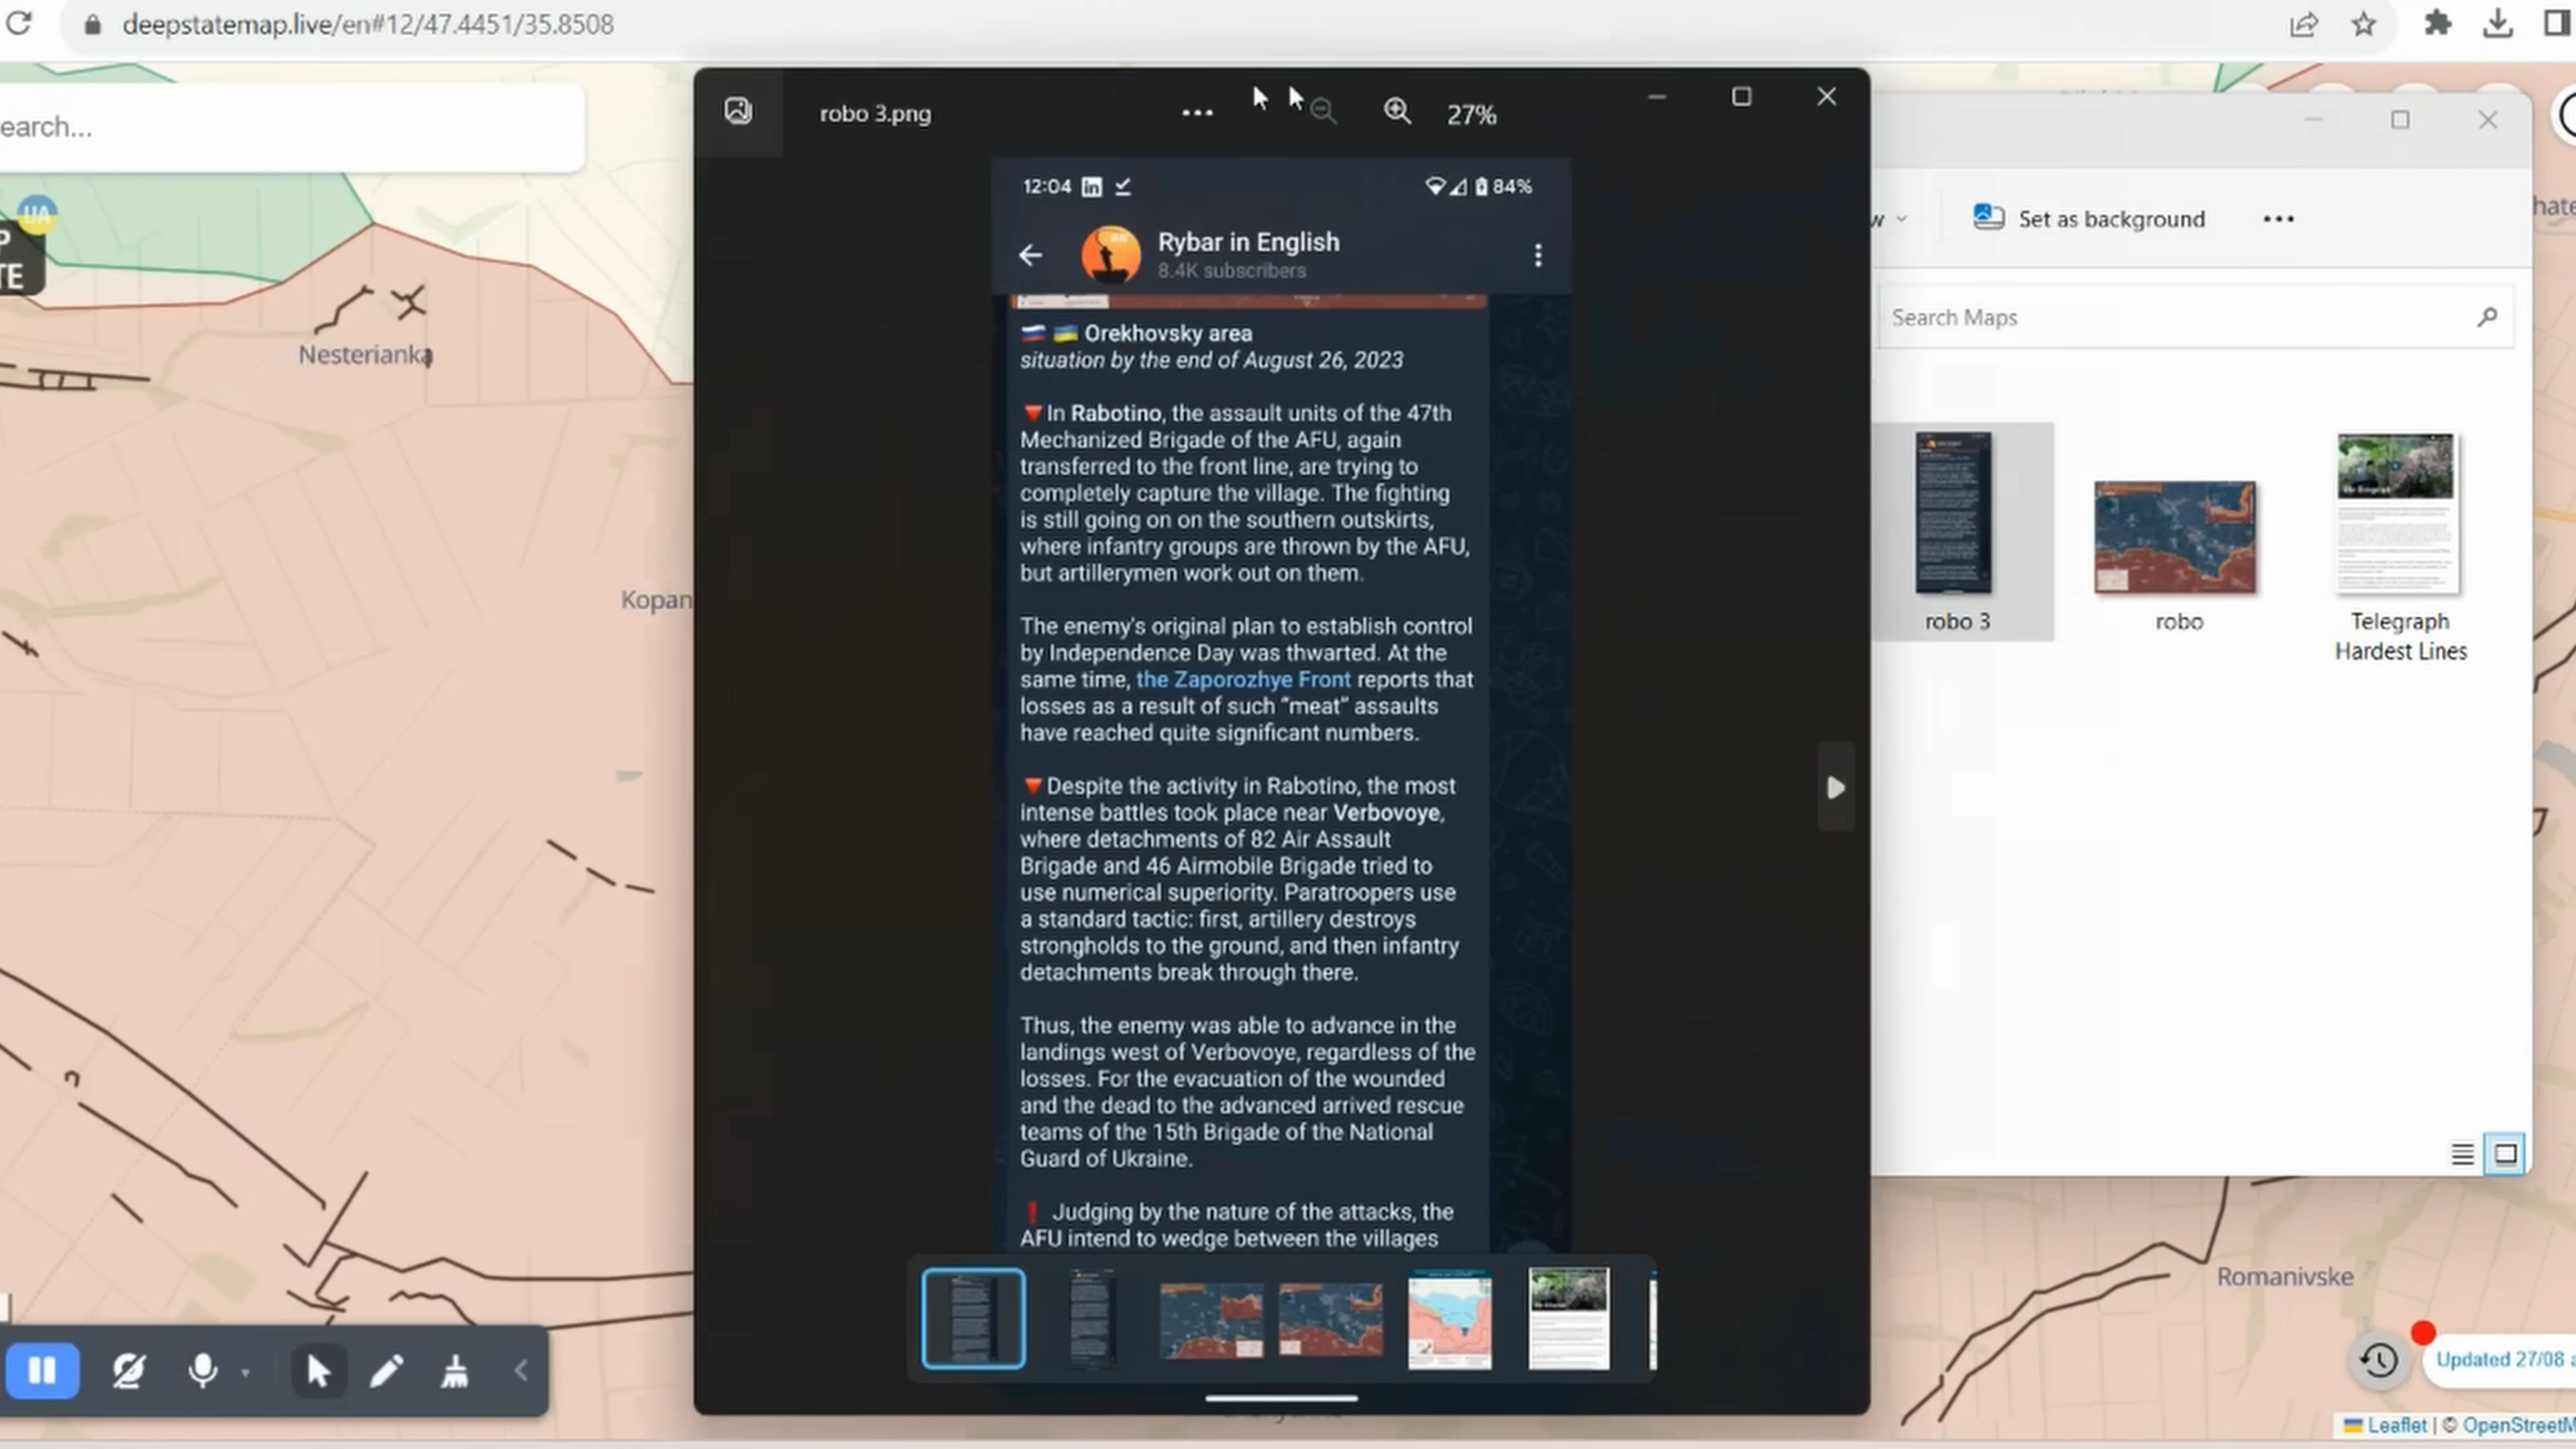 deepstatemap.live/en#12/47.4451/35.8508
earch...
UA
P
TE
Nesterianka
Kopan
robo 3.png
27%
12:04
84%
Rybar in English
8.4K subscribers
Orekhovsky area
situation by the end of August 26, 2023
In Rabotino, the assault units of the 47th
Mechanized Brigade of the AFU, again
transferred to the front line, are trying to
completely capture the village. The fighting
is still going on on the southern outskirts,
where infantry groups are thrown by the AFU,
but artillerymen work out on them.
The enemy's original plan to establish control
by Independence Day was thwarted. At the
same time, the Zaporozhye Front reports that
losses as a result of such “meat” assaults
have reached quite significant numbers.
Despite the activity in Rabotino, the most
intense battles took place near Verbovoye,
where detachments of 82 Air Assault
Brigade and 46 Airmobile Brigade tried to
use numerical superiority. Paratroopers use
a standard tactic: first, artillery destroys
strongholds to the ground, and then infantry
detachments break through there.
Thus, the enemy was able to advance in the
landings west of Verbovoye, regardless of the
losses. For the evacuation of the wounded
and the dead to the advanced arrived rescue
teams of the 15th Brigade of the National
Guard of Ukraine.
Judging by the nature of the attacks, the
AFU intend to wedge between the villages
w
Set as background
Search Maps
robo 3
robo
Telegraph
Hardest Lines
hate
Romanivske
Updated 27/08 a
Leaflet | © OpenStreetM